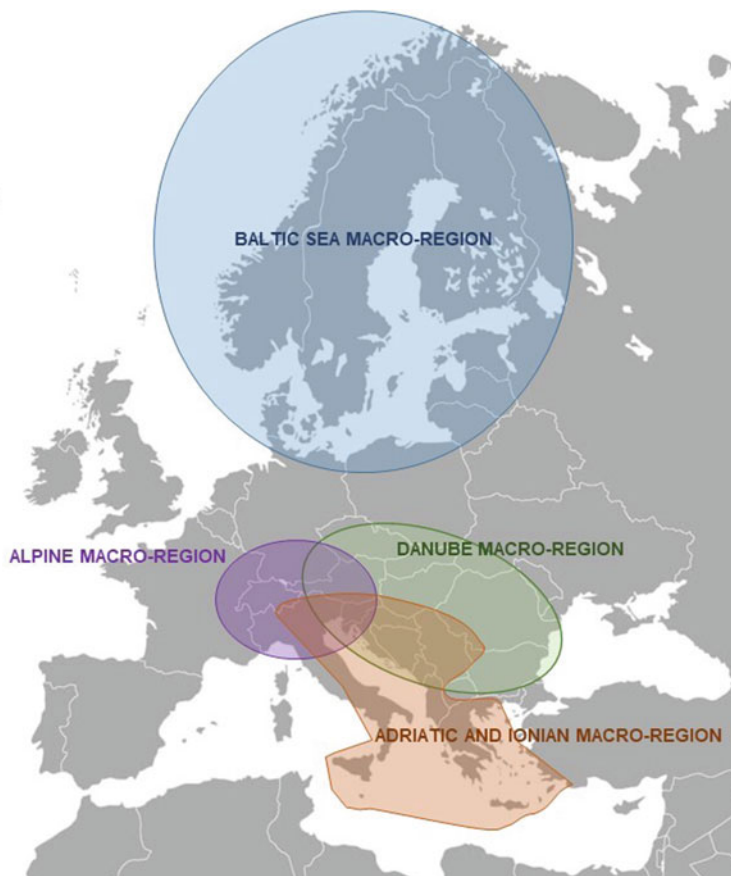 BALTIC SEA MACRO-REGION
ALPINE MACRO-REGION
DANUBE MACRO-REGION
ADRIATIC AND IONIAN MACRO-REGION